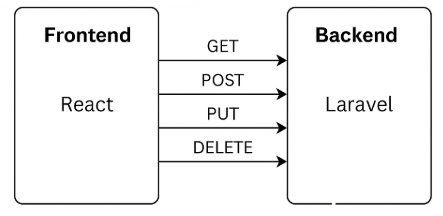 Frontend
React
GET
POST
PUT
DELETE
Backend
Laravel